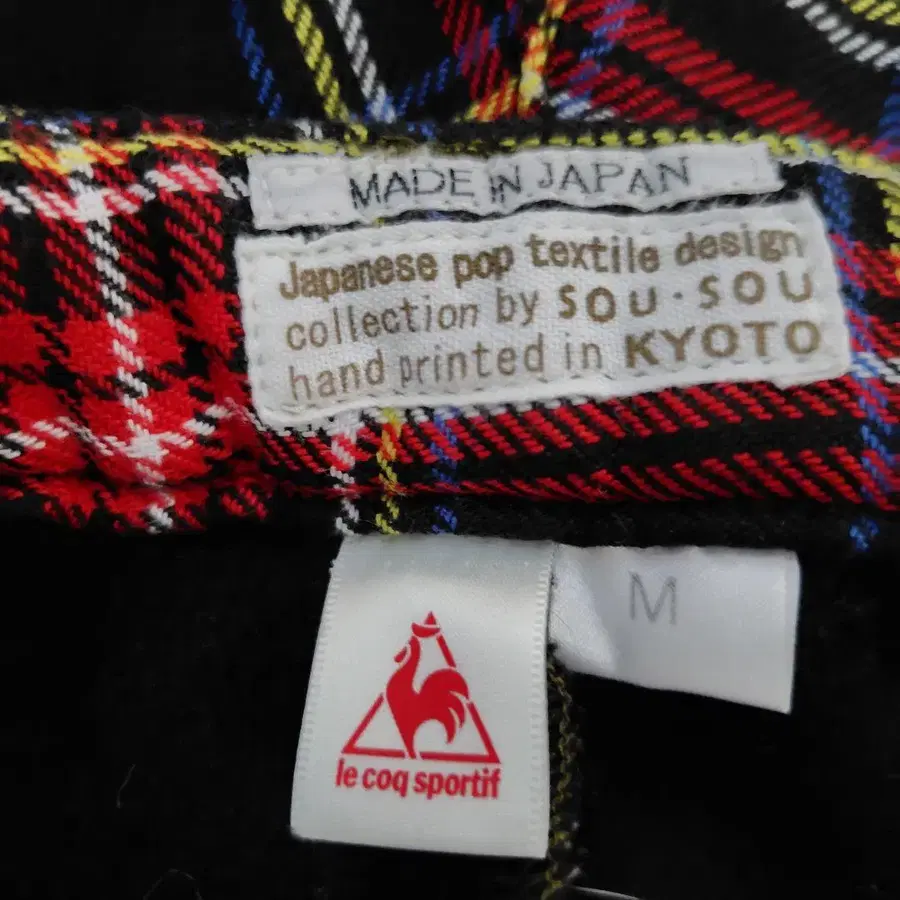 MADE IN JAPAN
Japanese pop textile design
collection by SOU・SOU
hand printed in KYOTO
M
le coq sportif